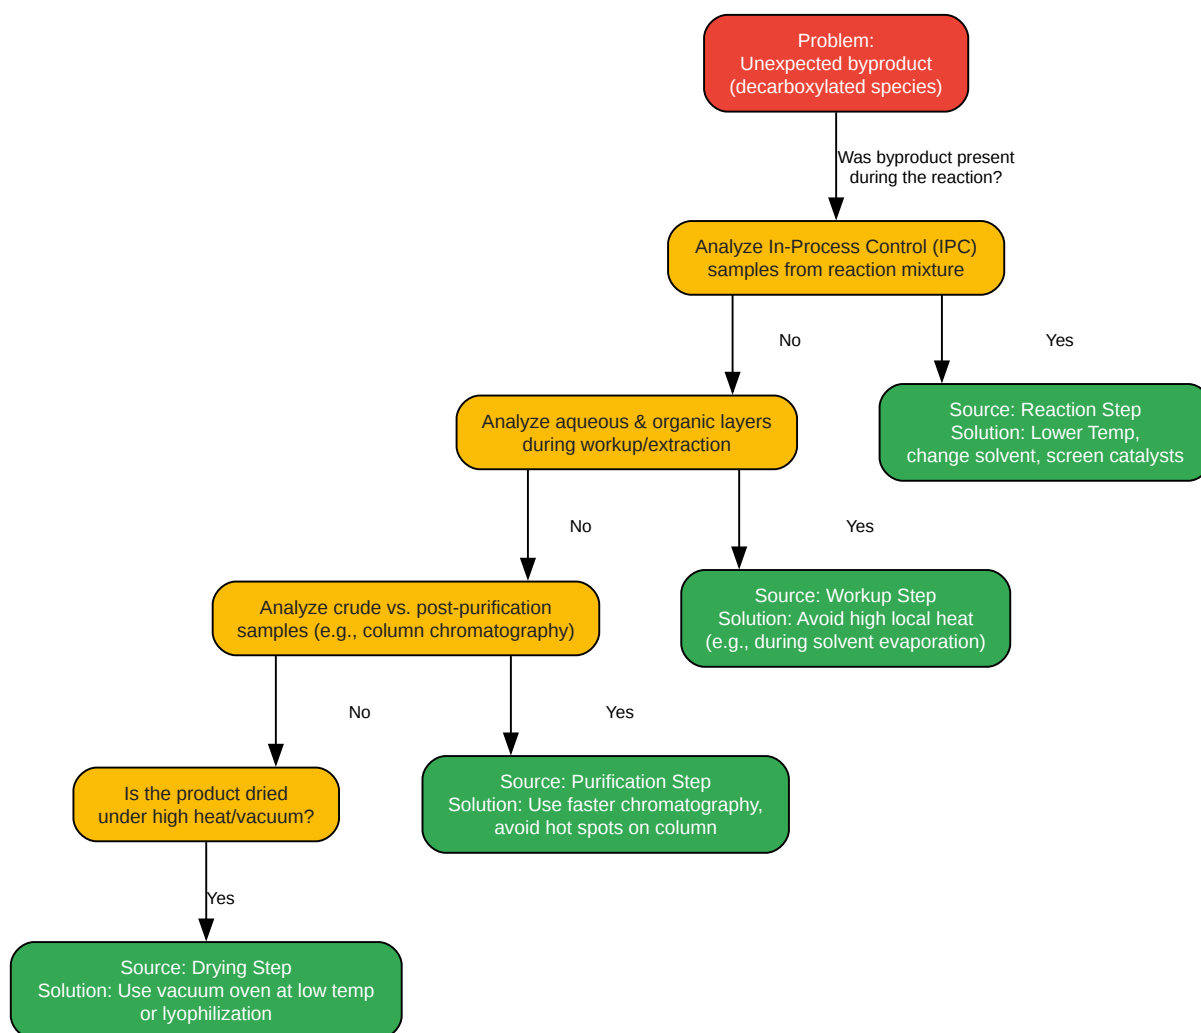 Problem:
Unexpected byproduct
(decarboxylated species)
Was byproduct present
during the reaction?
Analyze In-Process Control (IPC)
samples from reaction mixture
No
Yes
Source: Reaction Step
Solution: Lower Temp,
change solvent, screen catalysts
Analyze aqueous & organic layers
during workup/extraction
No
Yes
Source: Workup Step
Solution: Avoid high local heat
(e.g., during solvent evaporation)
Analyze crude vs. post-purification
samples (e.g., column chromatography)
No
Yes
Source: Purification Step
Solution: Use faster chromatography,
avoid hot spots on column
Is the product dried
under high heat/vacuum?
Yes
Source: Drying Step
Solution: Use vacuum oven at low temp
or lyophilization